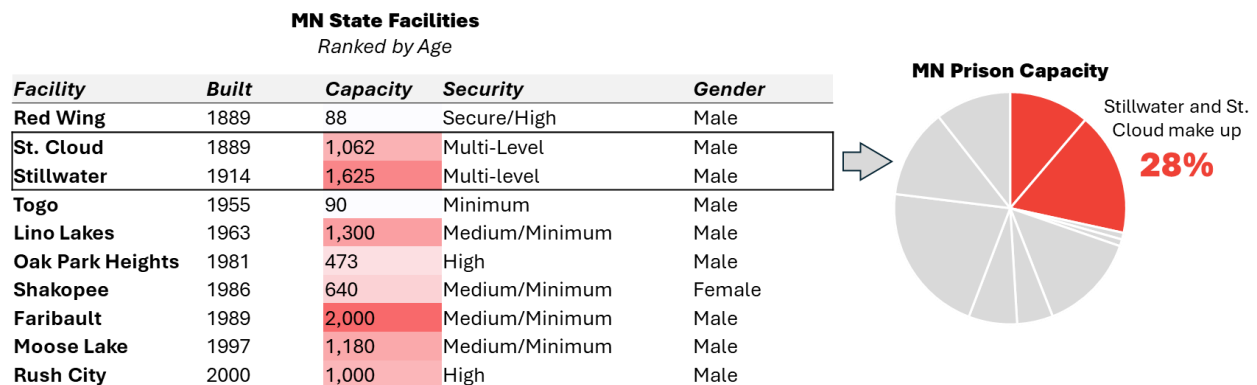 MN State Facilities
Ranked by Age
Facility Built Capacity Security Gender
Red Wing 1889 88 Secure/High Male
St. Cloud 1889 1,062 Multi-Level Male
Stillwater 1914 1,625 Multi-level Male
Togo 1955 90 Minimum Male
Lino Lakes 1963 1,300 Medium/Minimum Male
Oak Park Heights 1981 473 High Male
Shakopee 1986 640 Medium/Minimum Female
Faribault 1989 2,000 Medium/Minimum Male
Moose Lake 1997 1,180 Medium/Minimum Male
Rush City 2000 1,000 High Male
MN Prison Capacity
Stillwater and St.
Cloud make up
28%